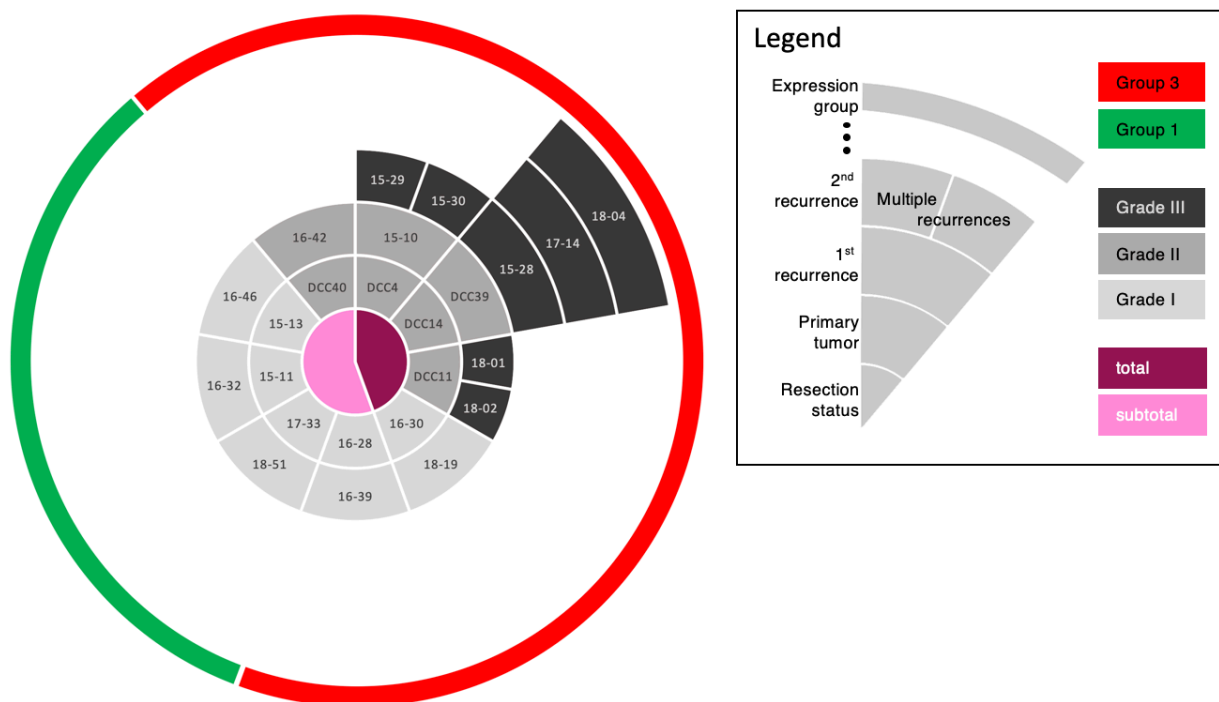 15-29
15-30
18-04
17-14
15-28
16-42
15-10
DCC40
DCC4
DCC39
16-46
15-13
DCC14
16-32
15-11
DCC11
18-01
18-02
17-33
16-30
16-28
18-51
18-19
16-39
Legend
Expression
group
2nd
recurrence
Multiple
recurrences
1st
recurrence
Primary
tumor
Resection
status
Group 3
Group 1
Grade III
Grade II
Grade I
total
subtotal